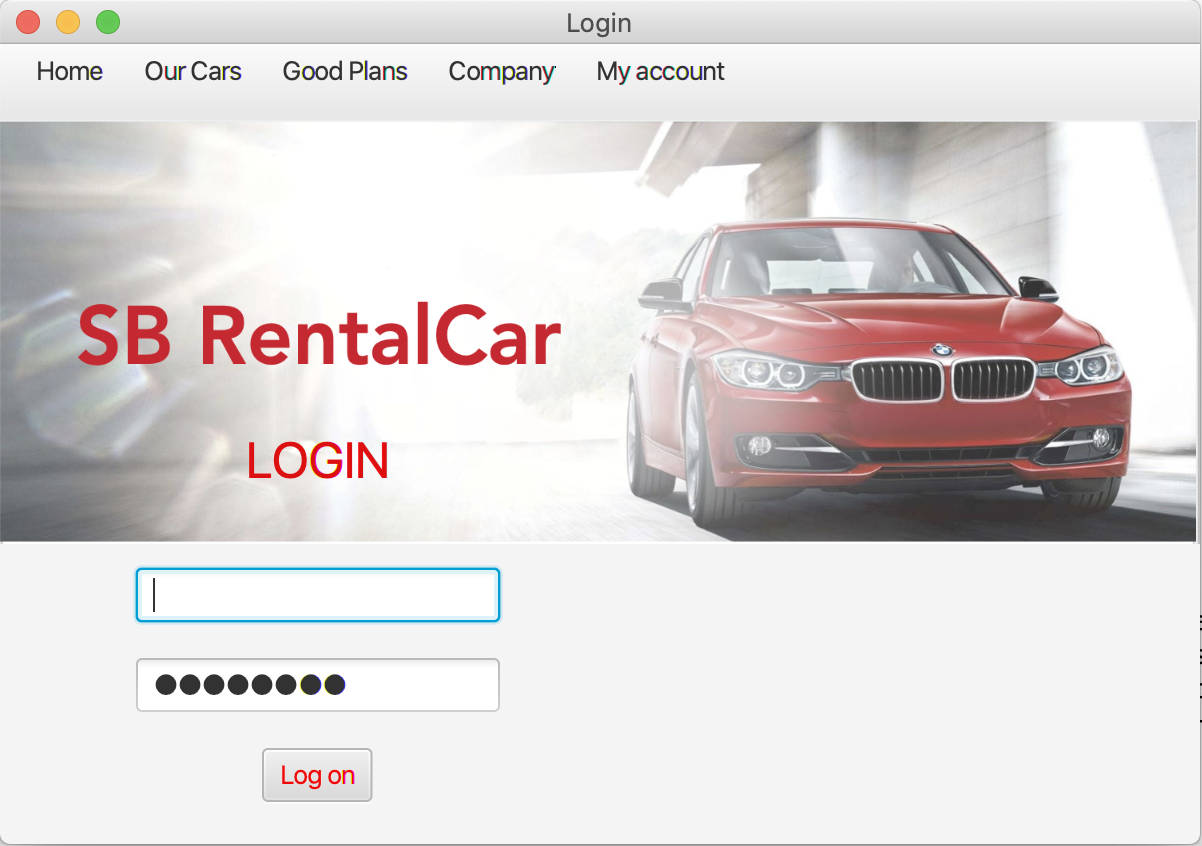 Login
Home Our Cars Good Plans Company My account
SB RentalCar
LOGIN
●●●●●●●●
Log on